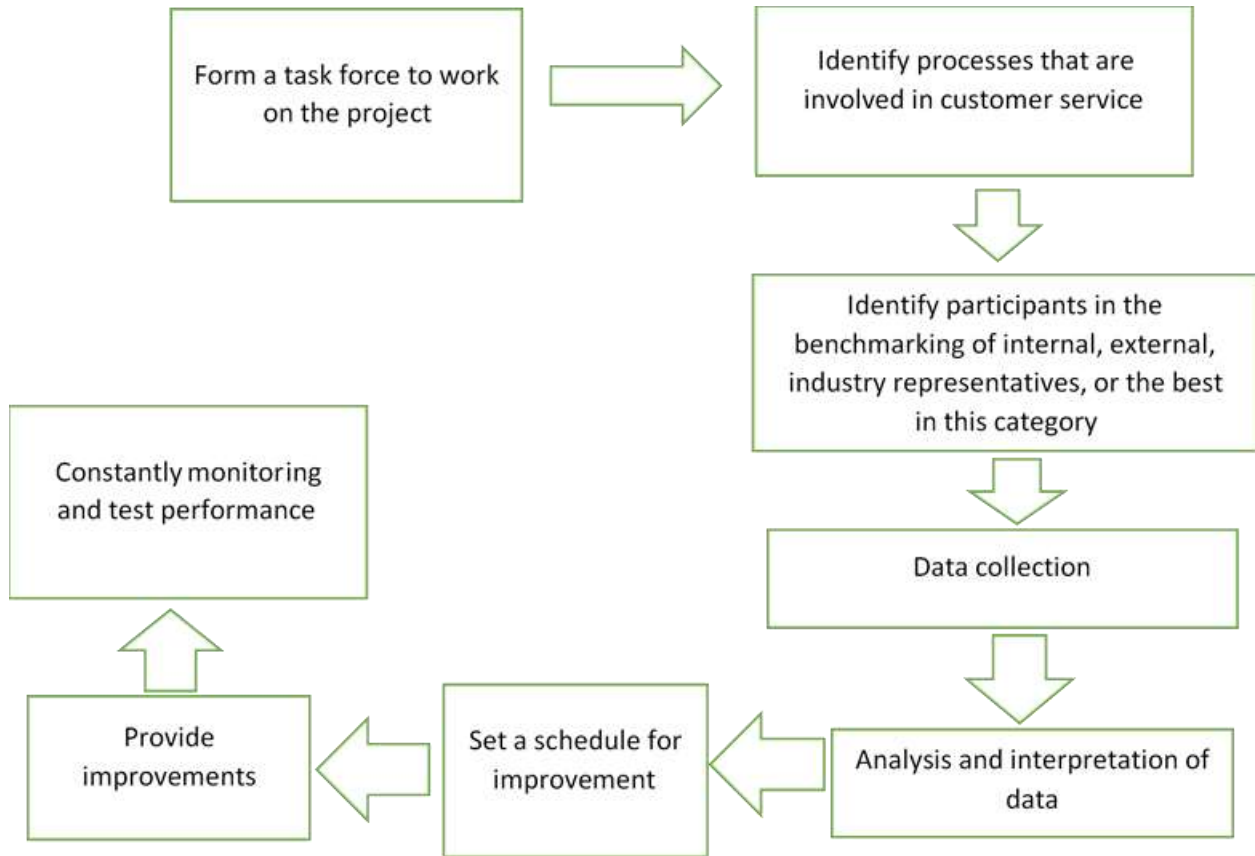 Form a task force to work
on the project
Identify processes that are
involved in customer service
Identify participants in the
benchmarking of internal, external,
industry representatives, or the best
in this category
Data collection
Analysis and interpretation of
data
Set a schedule for
improvement
Provide
improvements
Constantly monitoring
and test performance